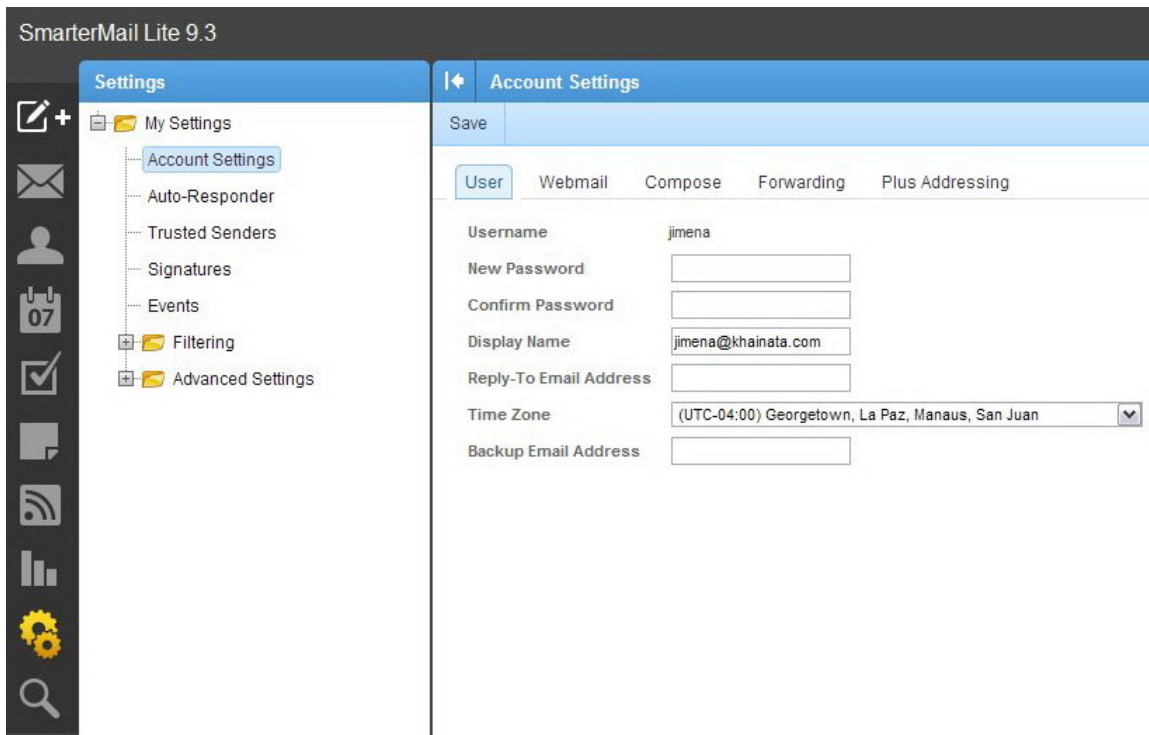 SmarterMail Lite 9.3
Settings
My Settings
Account Settings
Auto-Responder
Trusted Senders
Signatures
Events
Filtering
Advanced Settings
07
Account Settings
Save
User Webmail Compose Forwarding Plus Addressing
Username jimena
New Password
Confirm Password
Display Name jimena@khainata.com
Reply-To Email Address
Time Zone (UTC-04:00) Georgetown, La Paz, Manaus, San Juan
Backup Email Address